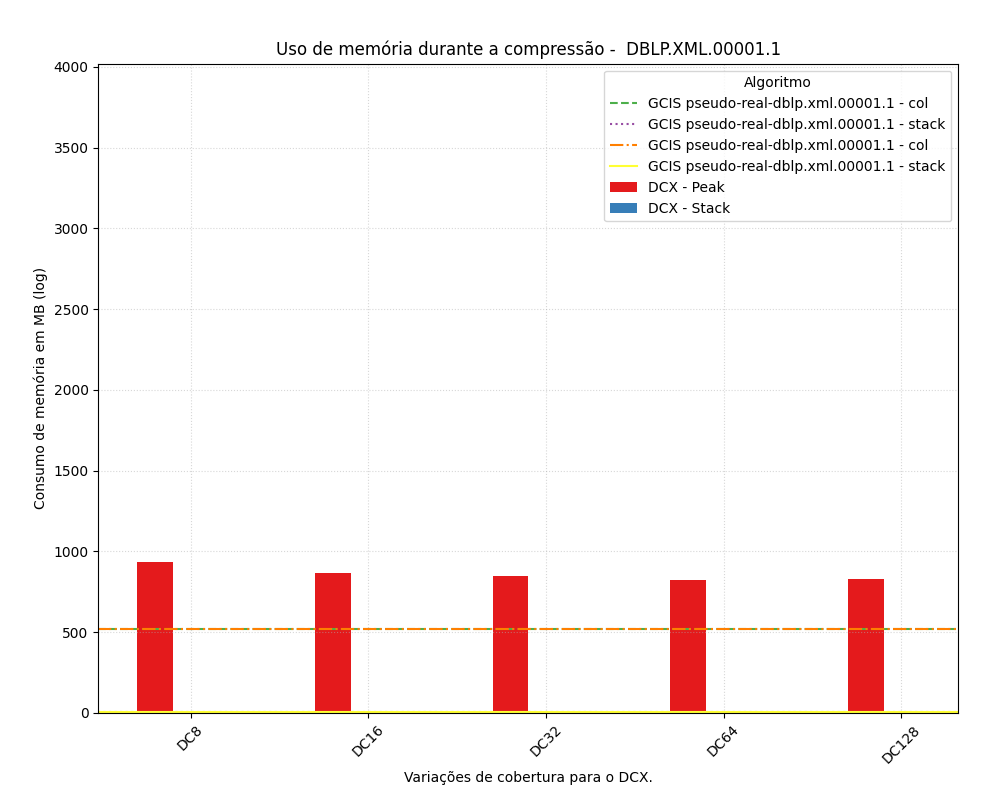 Uso de memória durante a compressão -  DBLP.XML.00001.1
Algoritmo
GCIS pseudo-real-dblp.xml.00001.1 - col
GCIS pseudo-real-dblp.xml.00001.1 - stack
GCIS pseudo-real-dblp.xml.00001.1 - col
GCIS pseudo-real-dblp.xml.00001.1 - stack
DCX - Peak
DCX - Stack
Consumo de memória em MB (log)
4000
3500
3000
2500
2000
1500
1000
500
0
DC8
DC16
DC32
DC64
DC128
Variações de cobertura para o DCX.